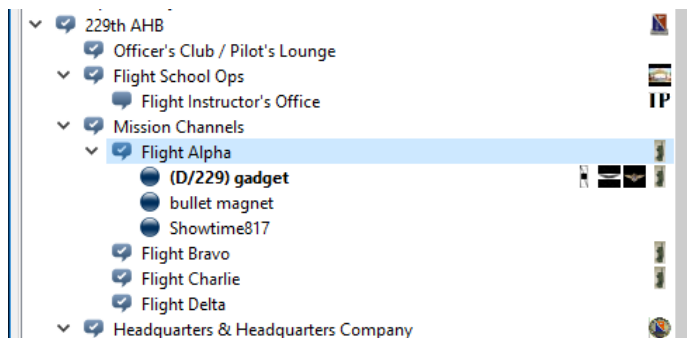 229th AHB
Officer's Club / Pilot's Lounge
Flight School Ops
Flight Instructor's Office IP
Mission Channels
Flight Alpha
(D/229) gadget
bullet magnet
Showtime817
Flight Bravo
Flight Charlie
Flight Delta
Headquarters & Headquarters Company